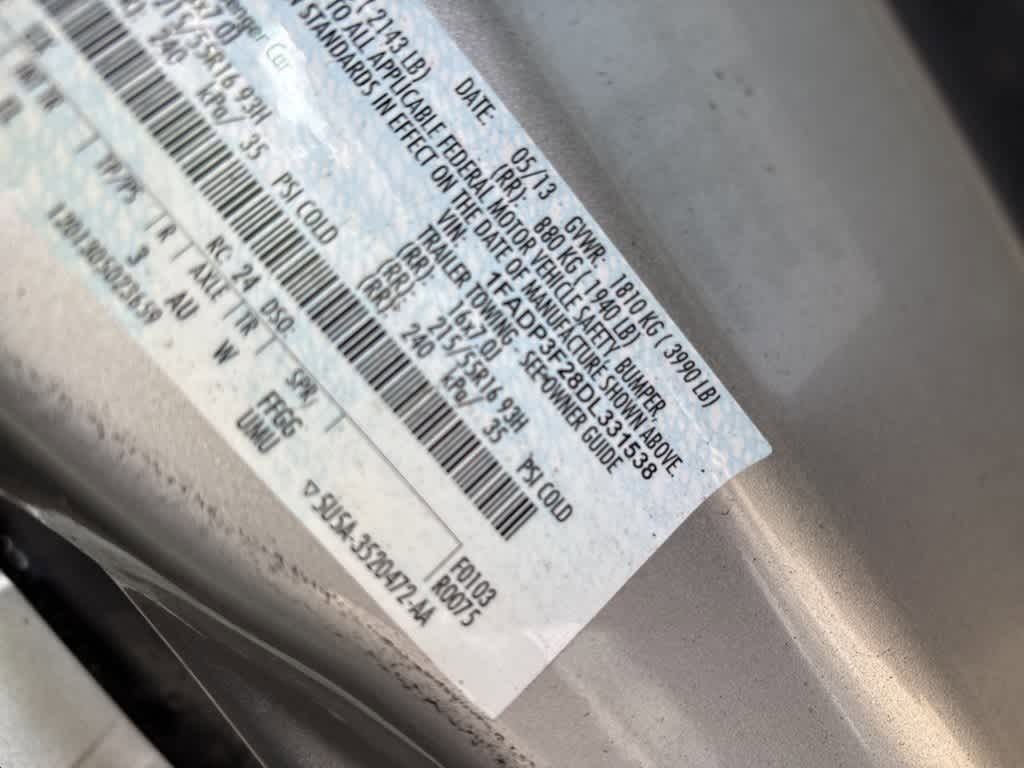 DATE: 05/13 GVWR: 1810 KG ( 3990 LB)
2143 LB) (RR): 880 KG ( 1940 LB)
TO ALL APPLICABLE FEDERAL MOTOR VEHICLE SAFETY, BUMPER
STANDARDS IN EFFECT ON THE DATE OF MANUFACTURE SHOWN ABOVE.
VIN: 1FADP3F28DL331538
Car TRAILER TOWING - SEE OWNER GUIDE
(RR): 16x7.0J
215/55R16 93H (RR): 215/55R16 93H
240 kPa/ 35 PSI COLD (RR): 240 kPa/ 35 PSI COLD
RC: 24 DSO: F0103
TP/PS R AXLE TR SPR R0075
3 AU W FFGG
UNU
1201305023659 SUSA-3520472-AA